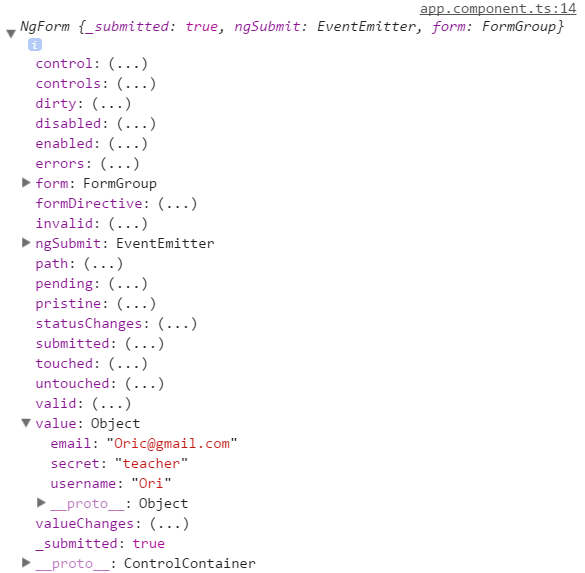 app.component.ts:14
NgForm {_submitted: true, ngSubmit: EventEmitter, form: FormGroup}
i
control: (...)
controls: (...)
dirty: (...)
disabled: (...)
enabled: (...)
errors: (...)
form: FormGroup
formDirective: (...)
invalid: (...)
ngSubmit: EventEmitter
path: (...)
pending: (...)
pristine: (...)
statusChanges: (...)
submitted: (...)
touched: (...)
untouched: (...)
valid: (...)
value: Object
email: "Oric@gmail.com"
secret: "teacher"
username: "Ori"
__proto__: Object
valueChanges: (...)
_submitted: true
__proto__: ControlContainer